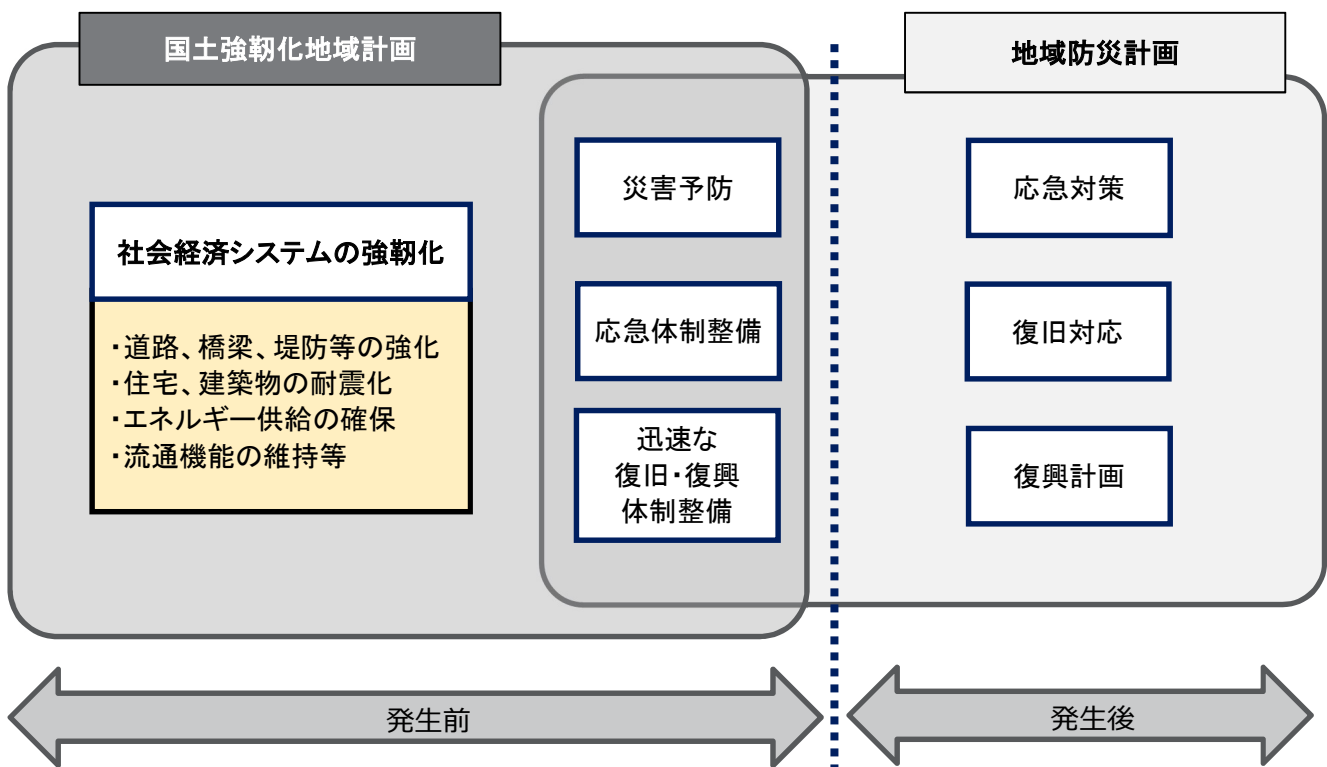 国土強靱化地域計画
地域防災計画
社会経済システムの強靱化
・道路、橋梁、堤防等の強化
・住宅、建築物の耐震化
・エネルギー供給の確保
・流通機能の維持等
災害予防
応急体制整備
迅速な
復旧・復興
体制整備
応急対策
復旧対応
復興計画
発生前
発生後